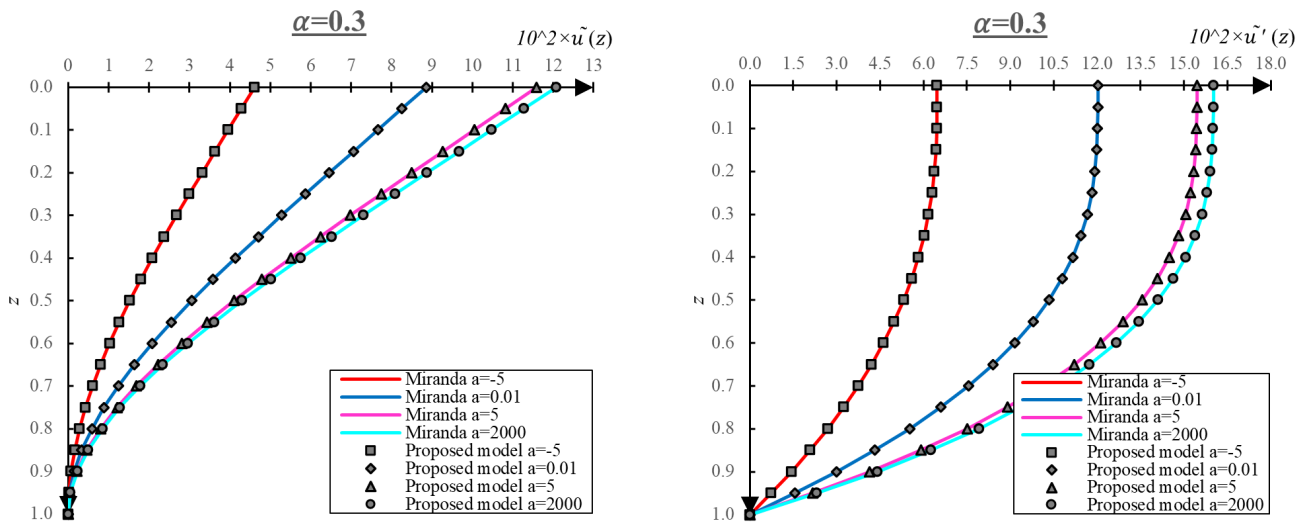 α=0.3
10^2×ũ (z)
0 1 2 3 4 5 6 7 8 9 10 11 12 13
0.0
0.1
0.2
0.3
0.4
0.5
0.6
0.7
0.8
0.9
1.0
z
Miranda a=-5
Miranda a=0.01
Miranda a=5
Miranda a=2000
Proposed model a=-5
Proposed model a=0.01
Proposed model a=5
Proposed model a=2000
α=0.3
10^2×ũ ' (z)
0.0 1.5 3.0 4.5 6.0 7.5 9.0 10.5 12.0 13.5 15.0 16.5 18.0
0.0
0.1
0.2
0.3
0.4
0.5
0.6
0.7
0.8
0.9
1.0
z
Miranda a=-5
Miranda a=0.01
Miranda a=5
Miranda a=2000
Proposed model a=-5
Proposed model a=0.01
Proposed model a=5
Proposed model a=2000